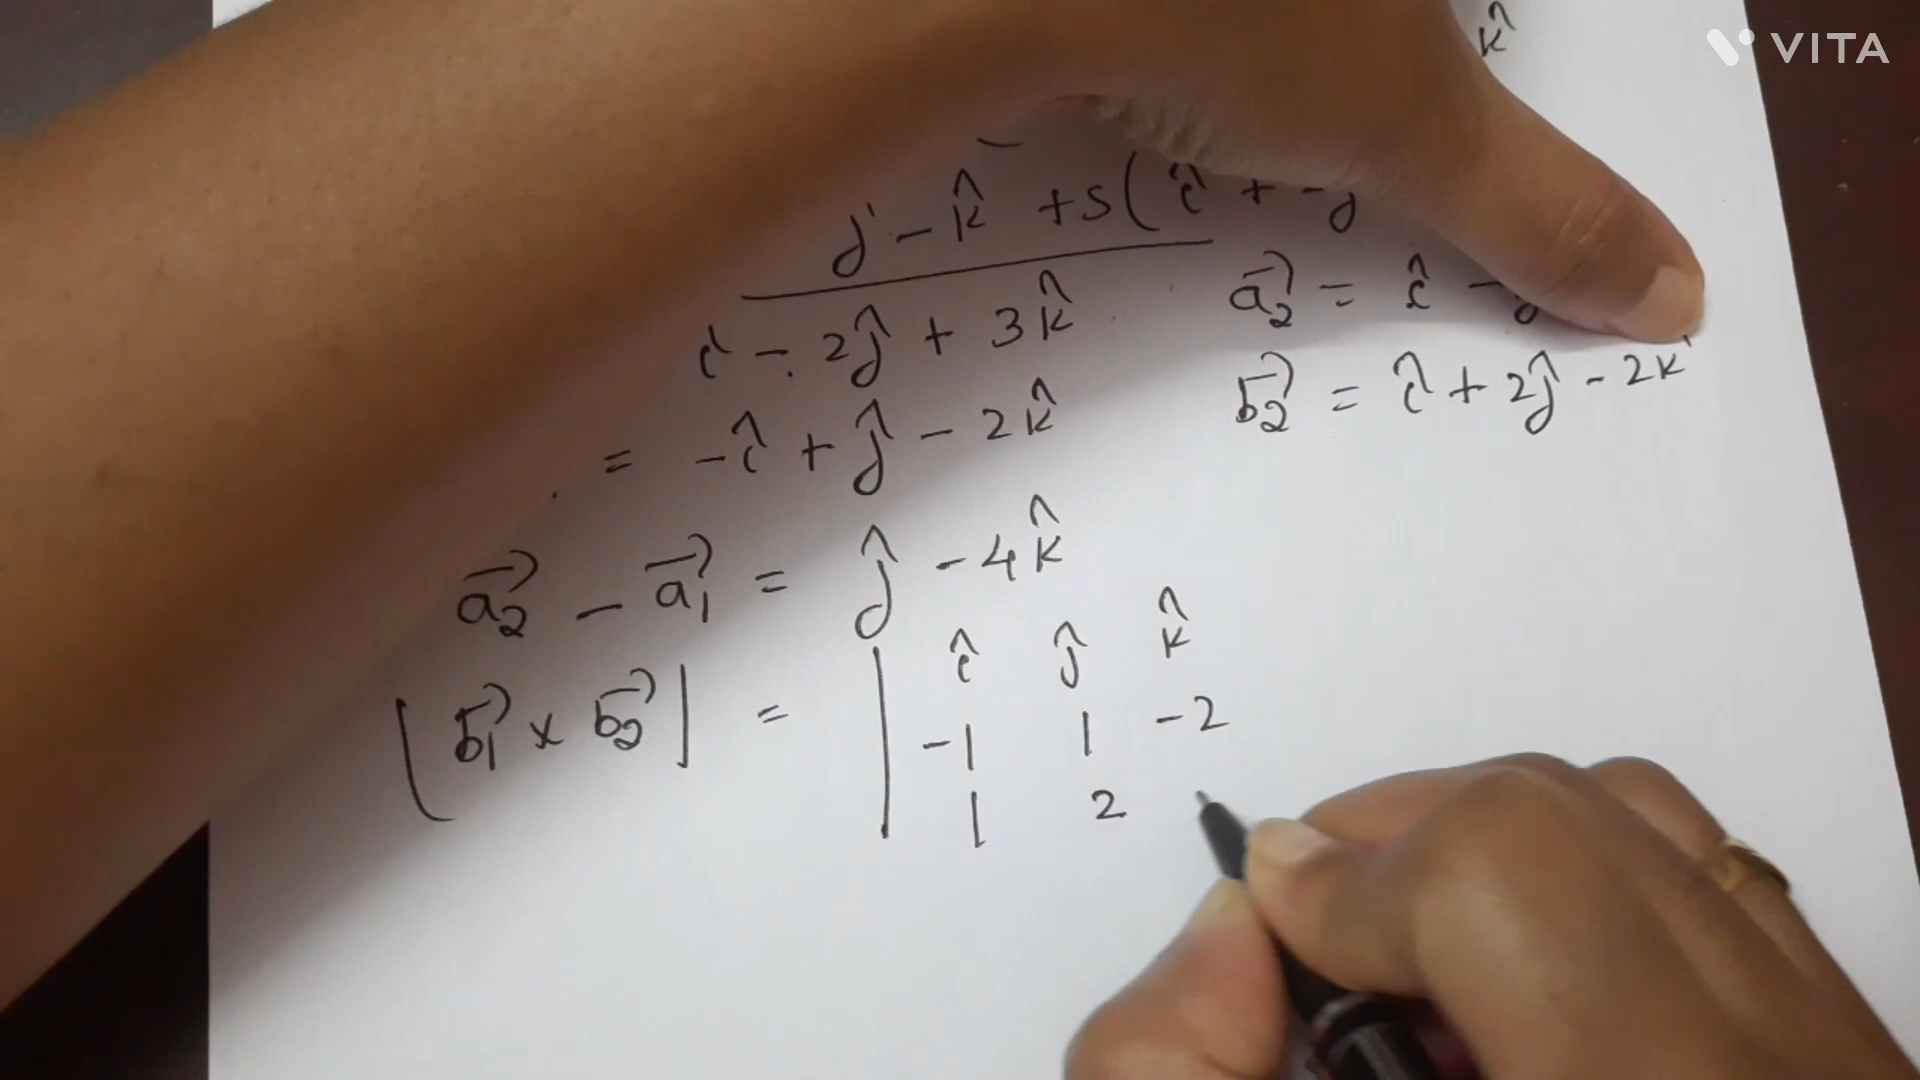 k̂
VITA
ĵ - k̂ + s(î + - j
î - 2ĵ + 3k̂
a₂⃗ = î - j
= -î + ĵ - 2k̂
b₂⃗ = î + 2ĵ - 2k̂
a₂⃗ - a₁⃗ = ĵ - 4k̂
|b₁⃗ × b₂⃗| = | î ĵ k̂
-1 1 -2
1 2